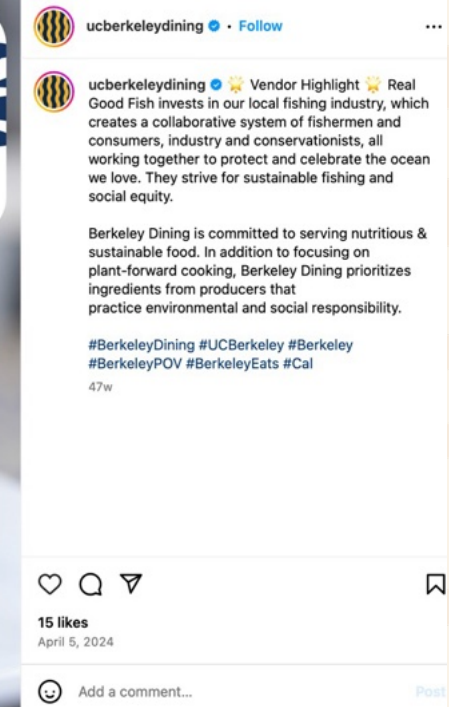 ucberkeleydining • Follow
ucberkeleydining 🌟 Vendor Highlight 🌟 Real
Good Fish invests in our local fishing industry, which
creates a collaborative system of fishermen and
consumers, industry and conservationists, all
working together to protect and celebrate the ocean
we love. They strive for sustainable fishing and
social equity.
Berkeley Dining is committed to serving nutritious &
sustainable food. In addition to focusing on
plant-forward cooking, Berkeley Dining prioritizes
ingredients from producers that
practice environmental and social responsibility.
#BerkeleyDining #UCBerkeley #Berkeley
#BerkeleyPOV #BerkeleyEats #Cal
47w
15 likes
April 5, 2024
Add a comment...
Post